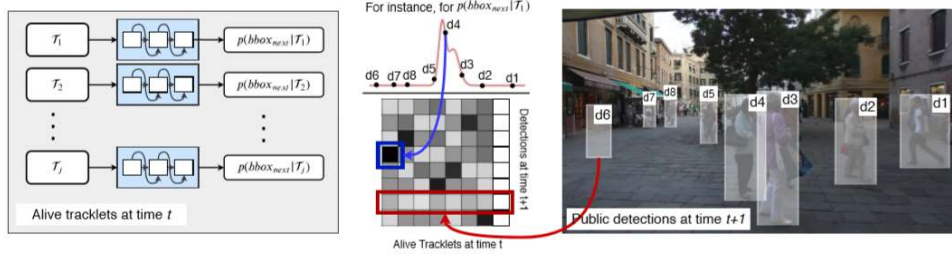 𝒯₁
p(bbox_next|𝒯₁)
𝒯₂
p(bbox_next|𝒯₂)
𝒯ⱼ
p(bbox_next|𝒯ⱼ)
Alive tracklets at time t
For instance, for p(bbox_next|𝒯₁)
d4
d6 d7 d8 d5 d3 d2 d1
Detections at time t+1
Alive Tracklets at time t
d6
d7
d8
d5
d4
d3
d2
d1
Public detections at time t+1